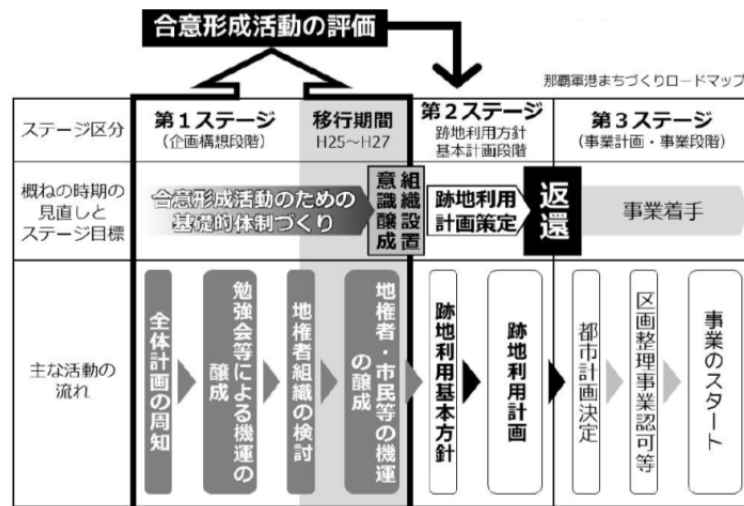 合意形成活動の評価
那覇軍港まちづくりロードマップ
ステージ区分
第1ステージ
(企画構想段階)
移行期間
H25~H27
第2ステージ
跡地利用方針
基本計画段階
第3ステージ
(事業計画・事業段階)
概ねの時期の
見直しと
ステージ目標
合意形成活動のための
基礎的体制づくり
組織設置
意識醸成
跡地利用
計画策定
返還
事業着手
主な活動の
流れ
全体計画の周知
勉強会等による機運の
醸成
地権者組織の検討
地権者・市民等の機運
の醸成
跡地利用基本方針
跡地利用計画
都市計画決定
区画整理事業認可等
事業のスタート